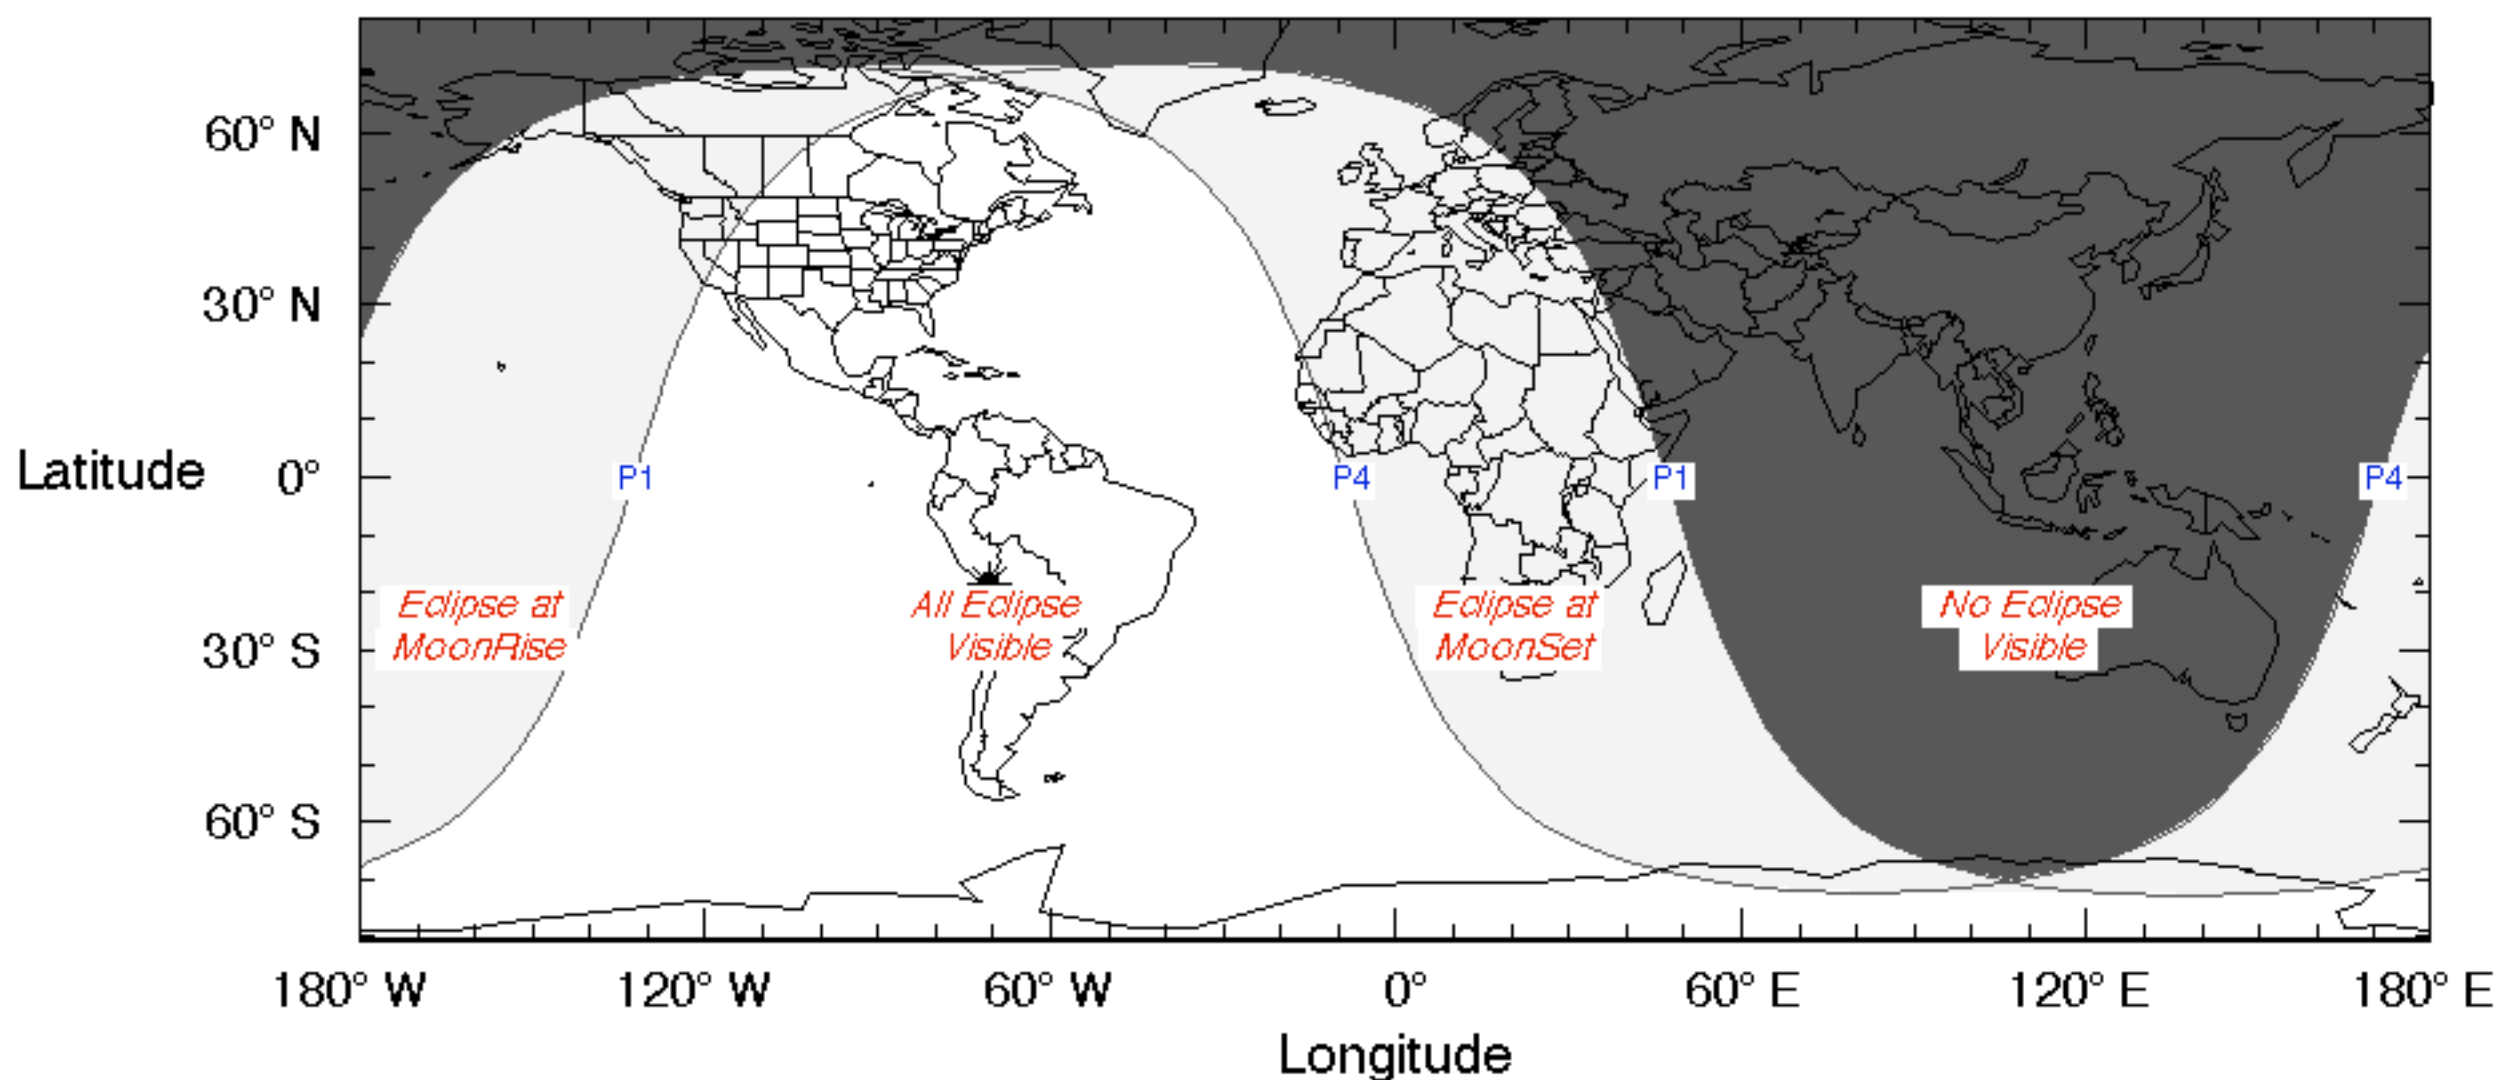 60° N
30° N
Latitude 0°
P1 P4 P1 P4
Eclipse at
MoonRise
All Eclipse
Visible
Eclipse at
MoonSet
No Eclipse
Visible
30° S
60° S
180° W 120° W 60° W 0° 60° E 120° E 180° E
Longitude